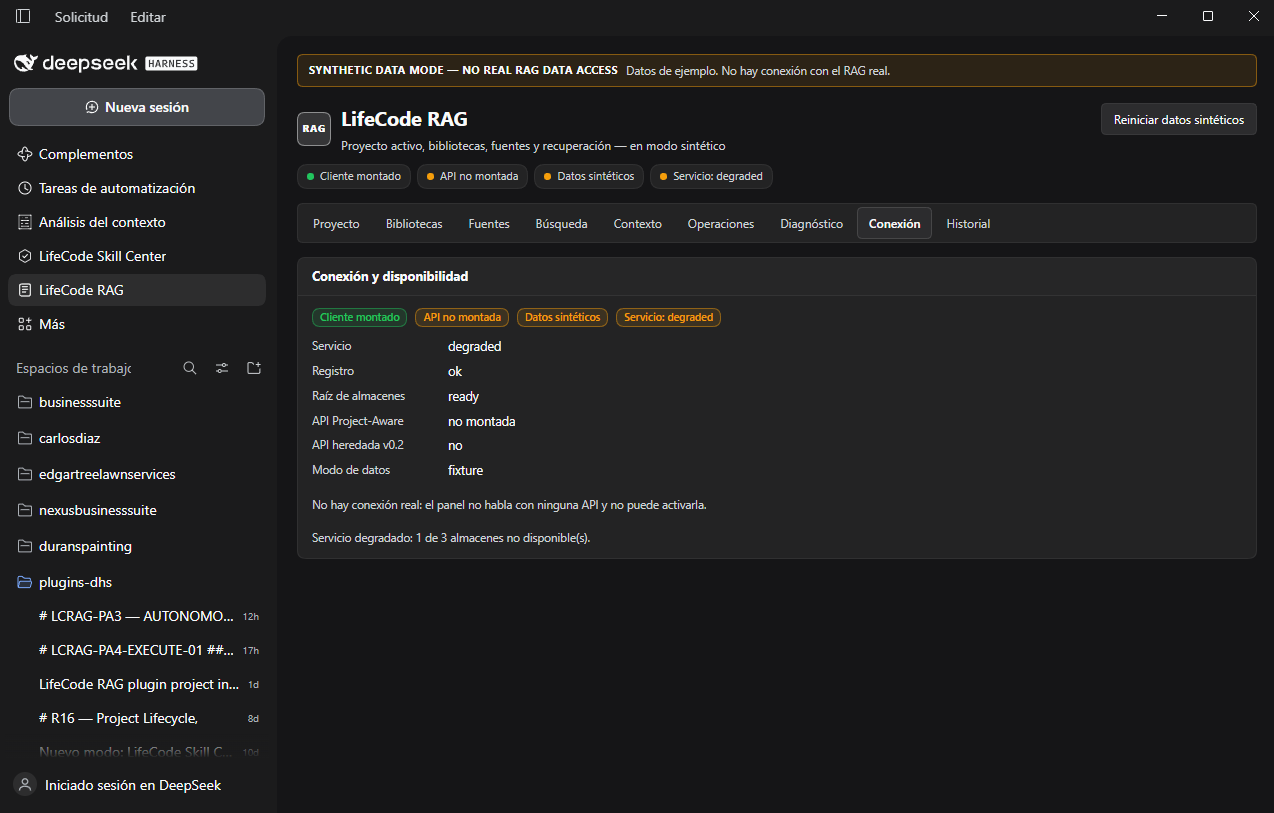 Solicitud Editar
deepseek HARNESS
Nueva sesión
Complementos
Tareas de automatización
Análisis del contexto
LifeCode Skill Center
LifeCode RAG
Más
Espacios de trabajo
businesssuite
carlosdiaz
edgartreelawnservices
nexusbusinesssuite
duranspainting
plugins-dhs
# LCRAG-PA3 — AUTONOMO... 12h
# LCRAG-PA4-EXECUTE-01 ##... 17h
LifeCode RAG plugin project in... 1d
# R16 — Project Lifecycle, 8d
Nuevo modo: LifeCode Skill C... 10d
Iniciado sesión en DeepSeek
SYNTHETIC DATA MODE — NO REAL RAG DATA ACCESS Datos de ejemplo. No hay conexión con el RAG real.
RAG
LifeCode RAG
Proyecto activo, bibliotecas, fuentes y recuperación — en modo sintético
Reiniciar datos sintéticos
Cliente montado API no montada Datos sintéticos Servicio: degraded
Proyecto Bibliotecas Fuentes Búsqueda Contexto Operaciones Diagnóstico Conexión Historial
Conexión y disponibilidad
Cliente montado API no montada Datos sintéticos Servicio: degraded
Servicio degraded
Registro ok
Raíz de almacenes ready
API Project-Aware no montada
API heredada v0.2 no
Modo de datos fixture
No hay conexión real: el panel no habla con ninguna API y no puede activarla.
Servicio degradado: 1 de 3 almacenes no disponible(s).